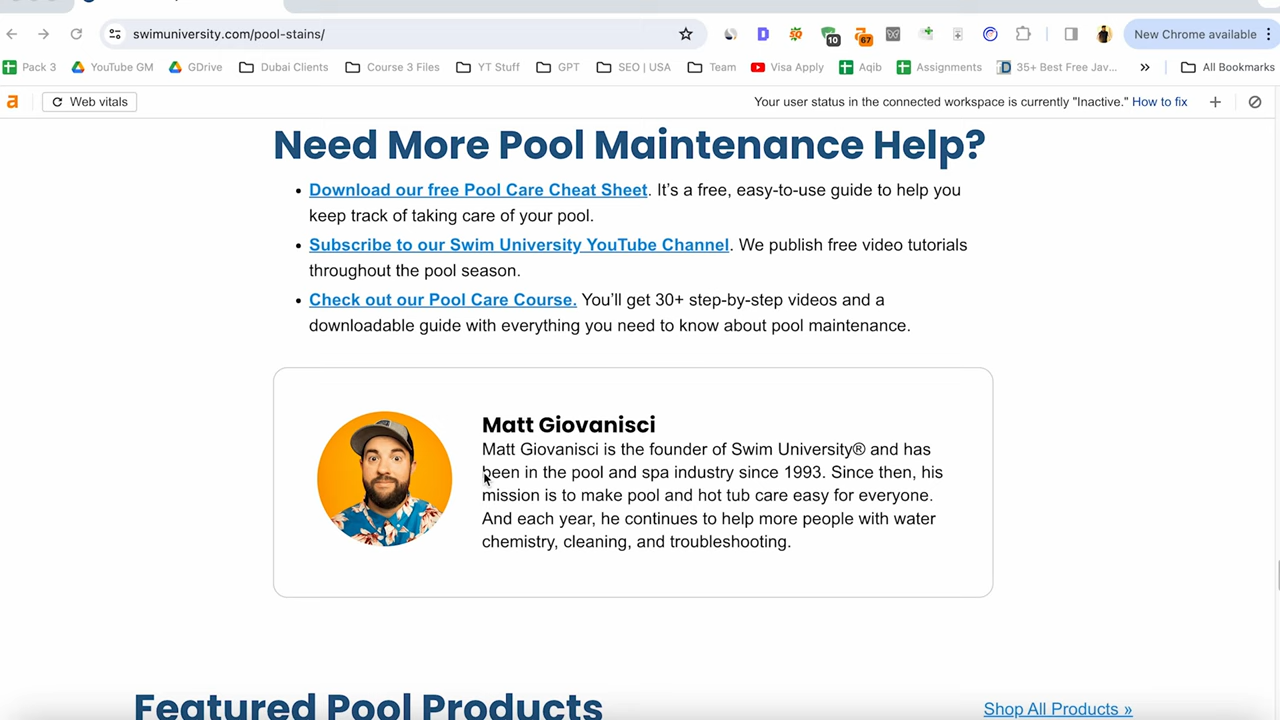 swimuniversity.com/pool-stains/
10
67
New Chrome available
Pack 3
YouTube GM
GDrive
Dubai Clients
Course 3 Files
YT Stuff
GPT
SEO | USA
Team
Visa Apply
Aqib
Assignments
35+ Best Free Jav...
»
All Bookmarks
a
Web vitals
Your user status in the connected workspace is currently "Inactive." How to fix
Need More Pool Maintenance Help?
• Download our free Pool Care Cheat Sheet. It’s a free, easy-to-use guide to help you
keep track of taking care of your pool.
• Subscribe to our Swim University YouTube Channel. We publish free video tutorials
throughout the pool season.
• Check out our Pool Care Course. You’ll get 30+ step-by-step videos and a
downloadable guide with everything you need to know about pool maintenance.
Matt Giovanisci
Matt Giovanisci is the founder of Swim University® and has
been in the pool and spa industry since 1993. Since then, his
mission is to make pool and hot tub care easy for everyone.
And each year, he continues to help more people with water
chemistry, cleaning, and troubleshooting.
Featured Pool Products
Shop All Products »